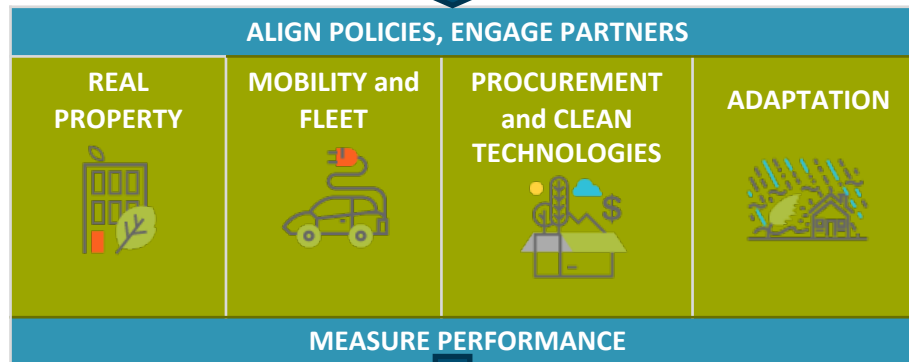 ALIGN POLICIES, ENGAGE PARTNERS
REAL
PROPERTY
MOBILITY and
FLEET
PROCUREMENT
and CLEAN
TECHNOLOGIES
ADAPTATION
$
MEASURE PERFORMANCE